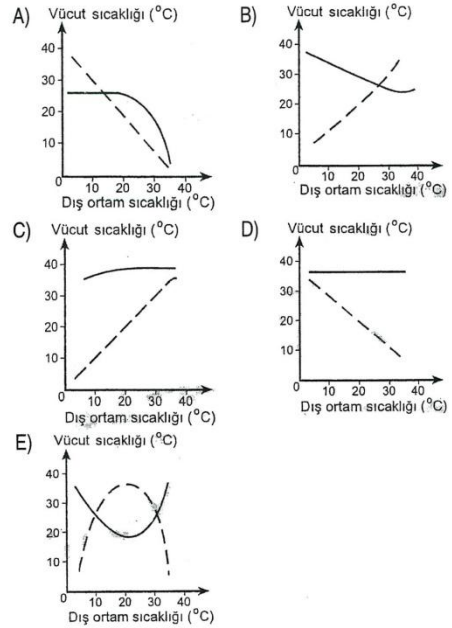 A) Vücut sıcaklığı (°C)
40
30
20
10
0 10 20 30 40
Dış ortam sıcaklığı (°C)
B) Vücut sıcaklığı (°C)
40
30
20
10
0 10 20 30 40
Dış ortam sıcaklığı (°C)
C) Vücut sıcaklığı (°C)
40
30
20
10
0 10 20 30 40
Dış ortam sıcaklığı (°C)
D) Vücut sıcaklığı (°C)
40
30
20
10
0 10 20 30 40
Dış ortam sıcaklığı (°C)
E) Vücut sıcaklığı (°C)
40
30
20
10
0 10 20 30 40
Dış ortam sıcaklığı (°C)